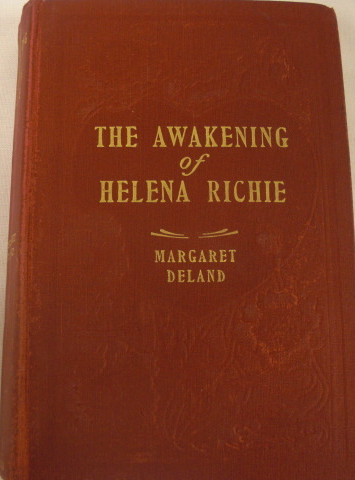 THE AWAKENING
of
HELENA RICHIE
MARGARET
DELAND